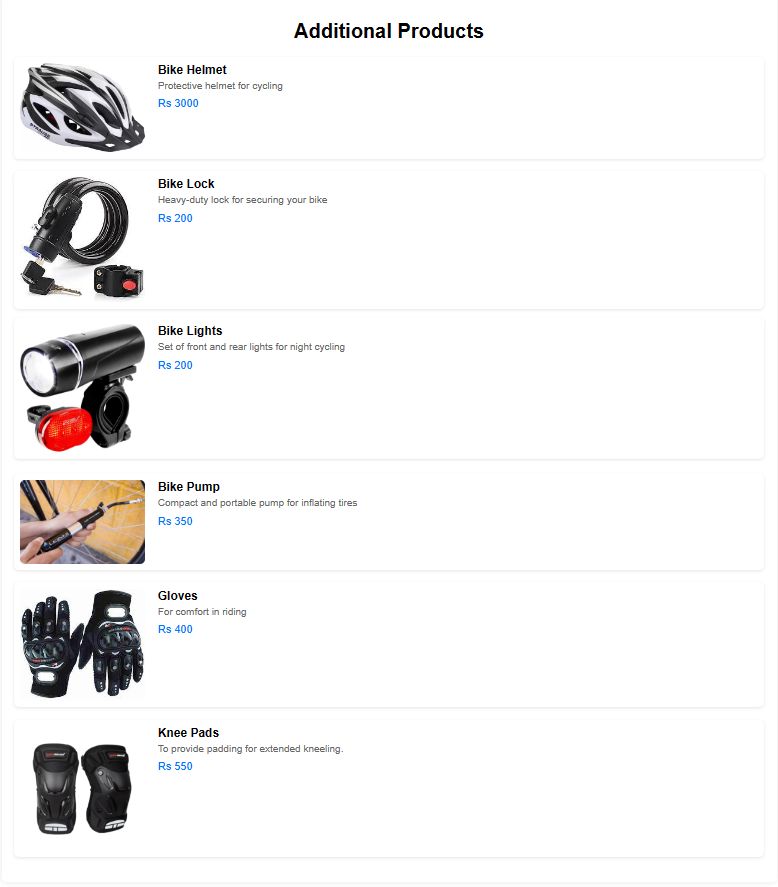 Additional Products
Bike Helmet
Protective helmet for cycling
Rs 3000
Bike Lock
Heavy-duty lock for securing your bike
Rs 200
Bike Lights
Set of front and rear lights for night cycling
Rs 200
Bike Pump
Compact and portable pump for inflating tires
Rs 350
Gloves
For comfort in riding
Rs 400
Knee Pads
To provide padding for extended kneeling.
Rs 550